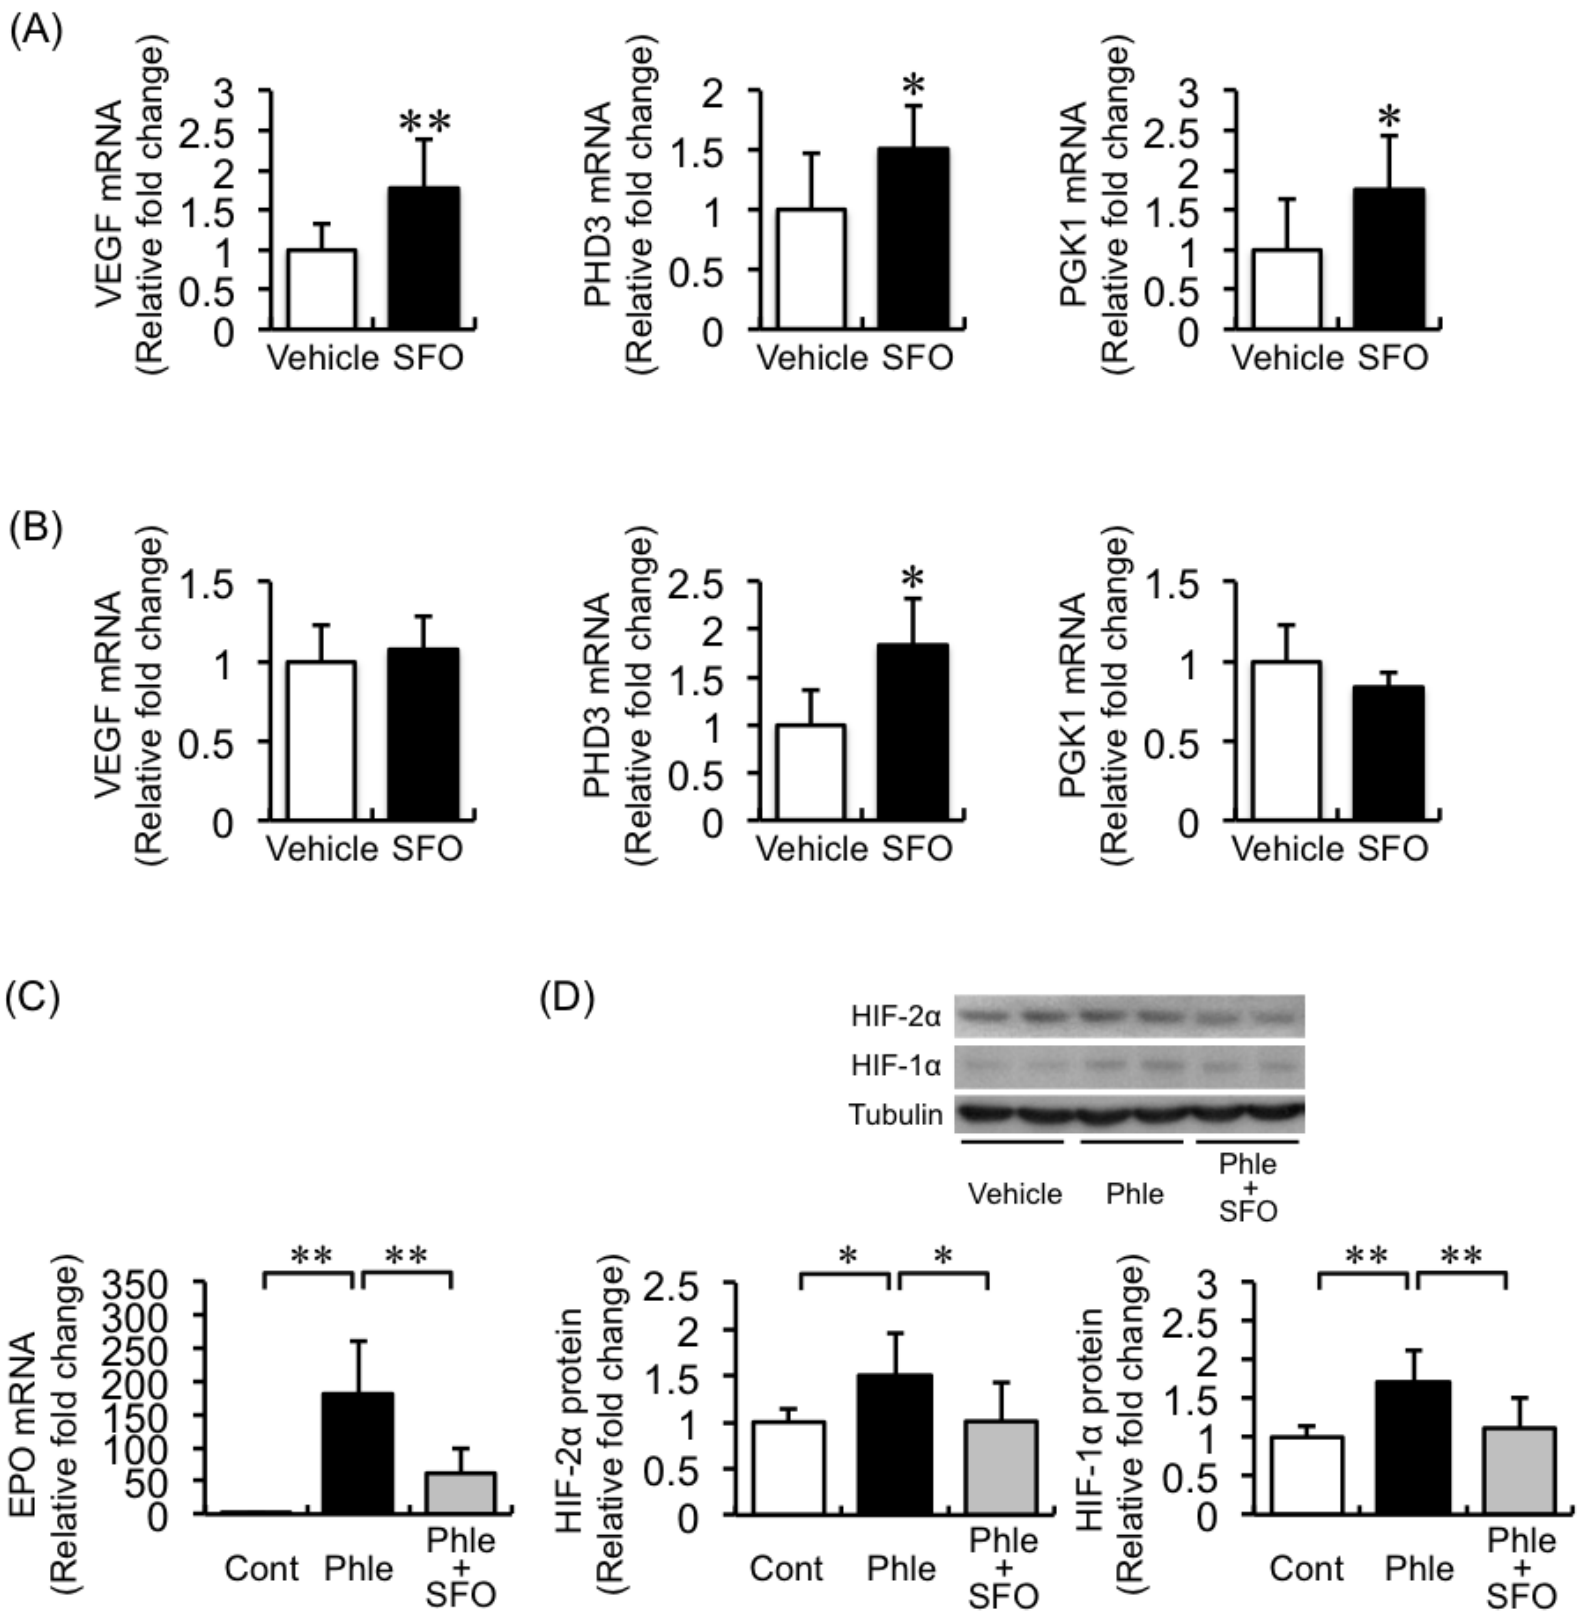 (A)
VEGF mRNA
(Relative fold change)
3
2.5
2
1.5
1
0.5
0
**
Vehicle SFO
PHD3 mRNA
(Relative fold change)
2
1.5
1
0.5
0
*
Vehicle SFO
PGK1 mRNA
(Relative fold change)
3
2.5
2
1.5
1
0.5
0
*
Vehicle SFO
(B)
VEGF mRNA
(Relative fold change)
1.5
1
0.5
0
Vehicle SFO
PHD3 mRNA
(Relative fold change)
2.5
2
1.5
1
0.5
0
*
Vehicle SFO
PGK1 mRNA
(Relative fold change)
1.5
1
0.5
0
Vehicle SFO
(C)
EPO mRNA
(Relative fold change)
350
300
250
200
150
100
50
0
** **
Cont Phle Phle
+
SFO
(D)
HIF-2α
HIF-1α
Tubulin
Vehicle Phle Phle
+
SFO
HIF-2α protein
(Relative fold change)
2.5
2
1.5
1
0.5
0
* *
Cont Phle Phle
+
SFO
HIF-1α protein
(Relative fold change)
3
2.5
2
1.5
1
0.5
0
** **
Cont Phle Phle
+
SFO